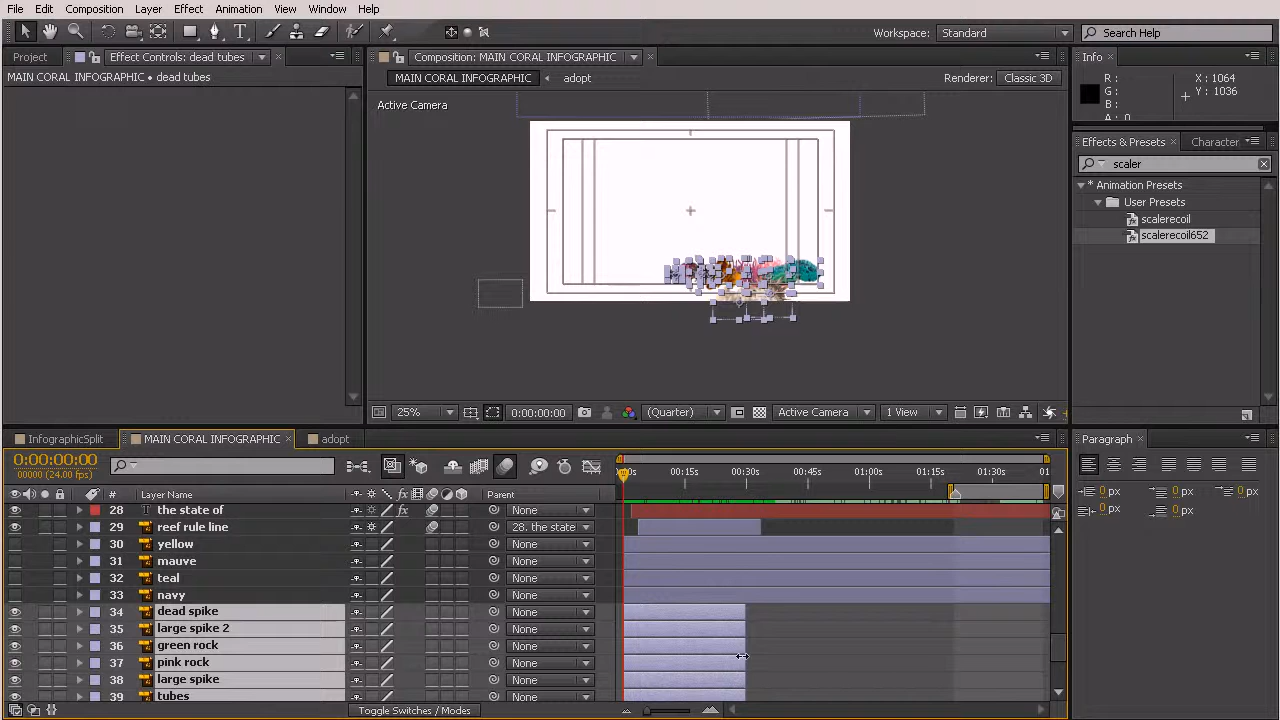 File Edit Composition Layer Effect Animation View Window Help
Workspace: Standard Search Help
Project Effect Controls: dead tubes Composition: MAIN CORAL INFOGRAPHIC Info
MAIN CORAL INFOGRAPHIC • dead tubes MAIN CORAL INFOGRAPHIC adopt Renderer: Classic 3D
R: X: 1064
G: Y: 1036
B:
A: 0
Active Camera
Effects & Presets Character
scaler
* Animation Presets
User Presets
scalerecoil
scalerecoil652
25% 0:00:00:00 (Quarter) Active Camera 1 View
InfographicSplit MAIN CORAL INFOGRAPHIC adopt Paragraph
0:00:00:00
00000 (24.00 fps)
00s 00:15s 00:30s 00:45s 01:00s 01:15s 01:30s 01
# Layer Name fx Parent
0 px 0 px 0 px
0 px 0 px
28 the state of fx None
29 reef rule line 28. the state
30 yellow None
31 mauve None
32 teal None
33 navy None
34 dead spike None
35 large spike 2 None
36 green rock None
37 pink rock None
38 large spike None
39 tubes None
Toggle Switches / Modes